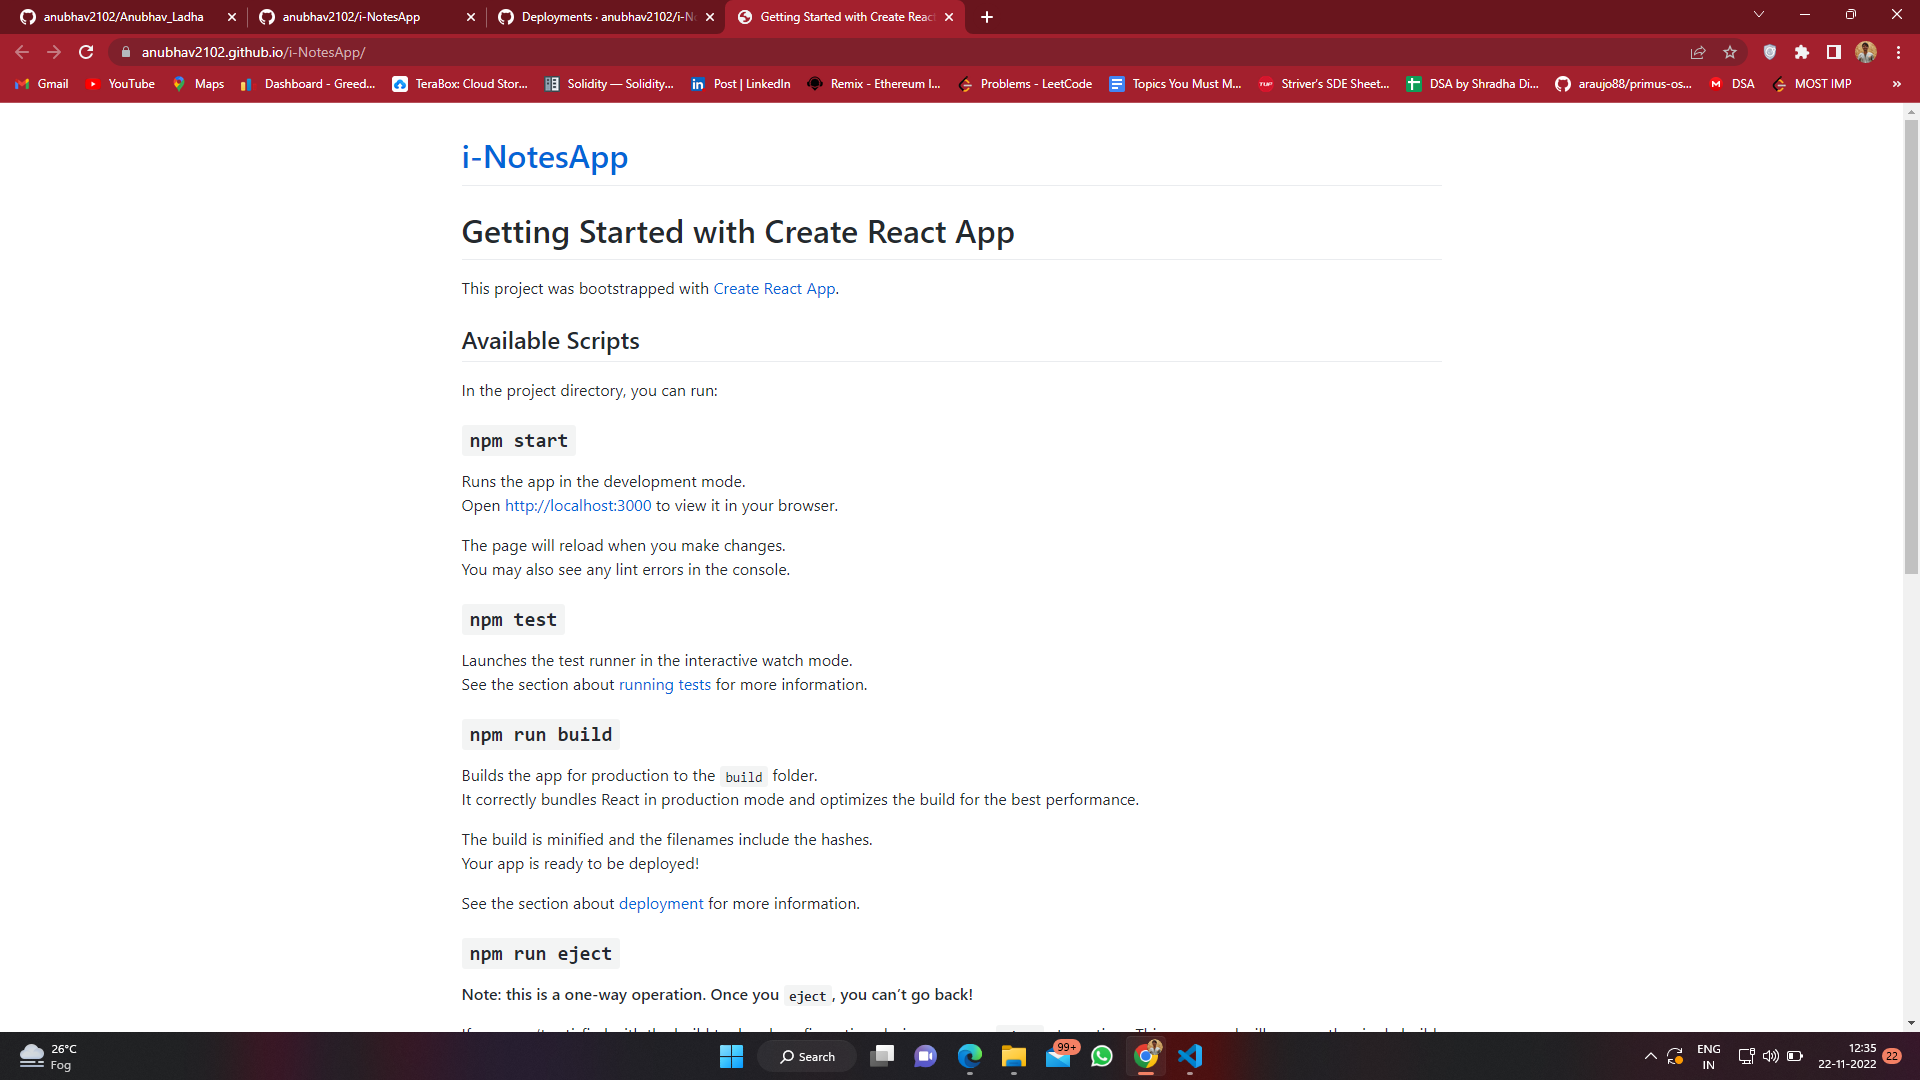 anubhav2102/Anubhav_Ladha
anubhav2102/i-NotesApp
Deployments · anubhav2102/i-N
Getting Started with Create React
anubhav2102.github.io/i-NotesApp/
Gmail
YouTube
Maps
Dashboard - Greed...
TeraBox: Cloud Stor...
Solidity — Solidity...
Post | LinkedIn
Remix - Ethereum I...
Problems - LeetCode
Topics You Must M...
Striver's SDE Sheet...
DSA by Shradha Di...
araujo88/primus-os...
DSA
MOST IMP
»
i-NotesApp
Getting Started with Create React App
This project was bootstrapped with Create React App.
Available Scripts
In the project directory, you can run:
npm start
Runs the app in the development mode.
Open http://localhost:3000 to view it in your browser.
The page will reload when you make changes.
You may also see any lint errors in the console.
npm test
Launches the test runner in the interactive watch mode.
See the section about running tests for more information.
npm run build
Builds the app for production to the build folder.
It correctly bundles React in production mode and optimizes the build for the best performance.
The build is minified and the filenames include the hashes.
Your app is ready to be deployed!
See the section about deployment for more information.
npm run eject
Note: this is a one-way operation. Once you eject, you can't go back!
26°C
Fog
Search
99+
ENG
IN
12:35
22-11-2022
22